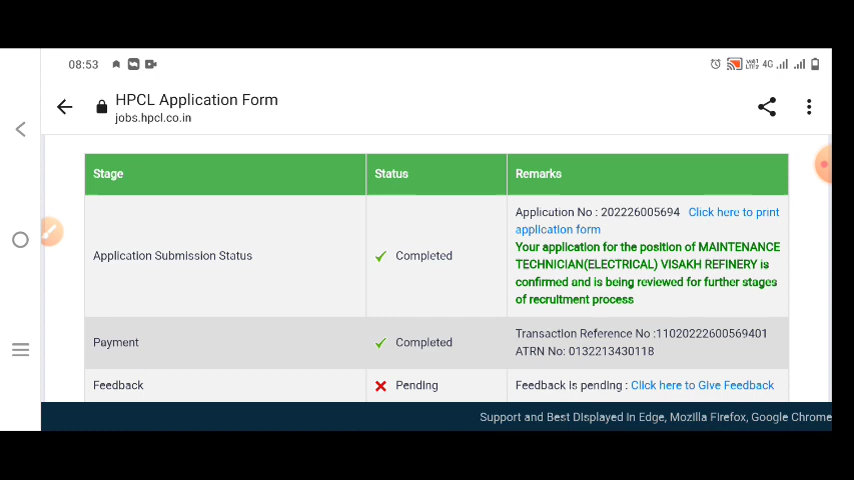 08:53
4G
HPCL Application Form
jobs.hpcl.co.in
Stage Status Remarks
Application No : 202226005694 Click here to print
application form
Your application for the position of MAINTENANCE
TECHNICIAN(ELECTRICAL) VISAKH REFINERY is
confirmed and is being reviewed for further stages
of recruitment process
Application Submission Status Completed
Payment Completed
Transaction Reference No :11020222600569401
ATRN No: 0132213430118
Feedback Pending Feedback is pending : Click here to Give Feedback
Support and Best Displayed in Edge, Mozilla Firefox, Google Chrome